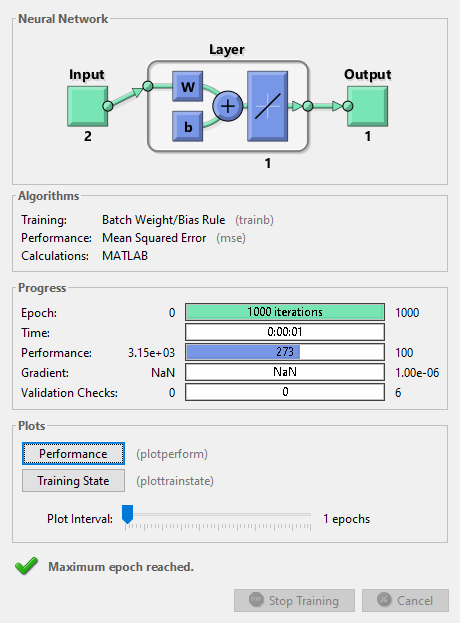 Neural Network
Layer
Input
Output
W
b
+
2
1
1
Algorithms
Training: Batch Weight/Bias Rule (trainb)
Performance: Mean Squared Error (mse)
Calculations: MATLAB
Progress
Epoch: 0 1000 iterations 1000
Time: 0:00:01
Performance: 3.15e+03 273 100
Gradient: NaN NaN 1.00e-06
Validation Checks: 0 0 6
Plots
Performance (plotperform)
Training State (plottrainstate)
Plot Interval: 1 epochs
Maximum epoch reached.
Stop Training Cancel